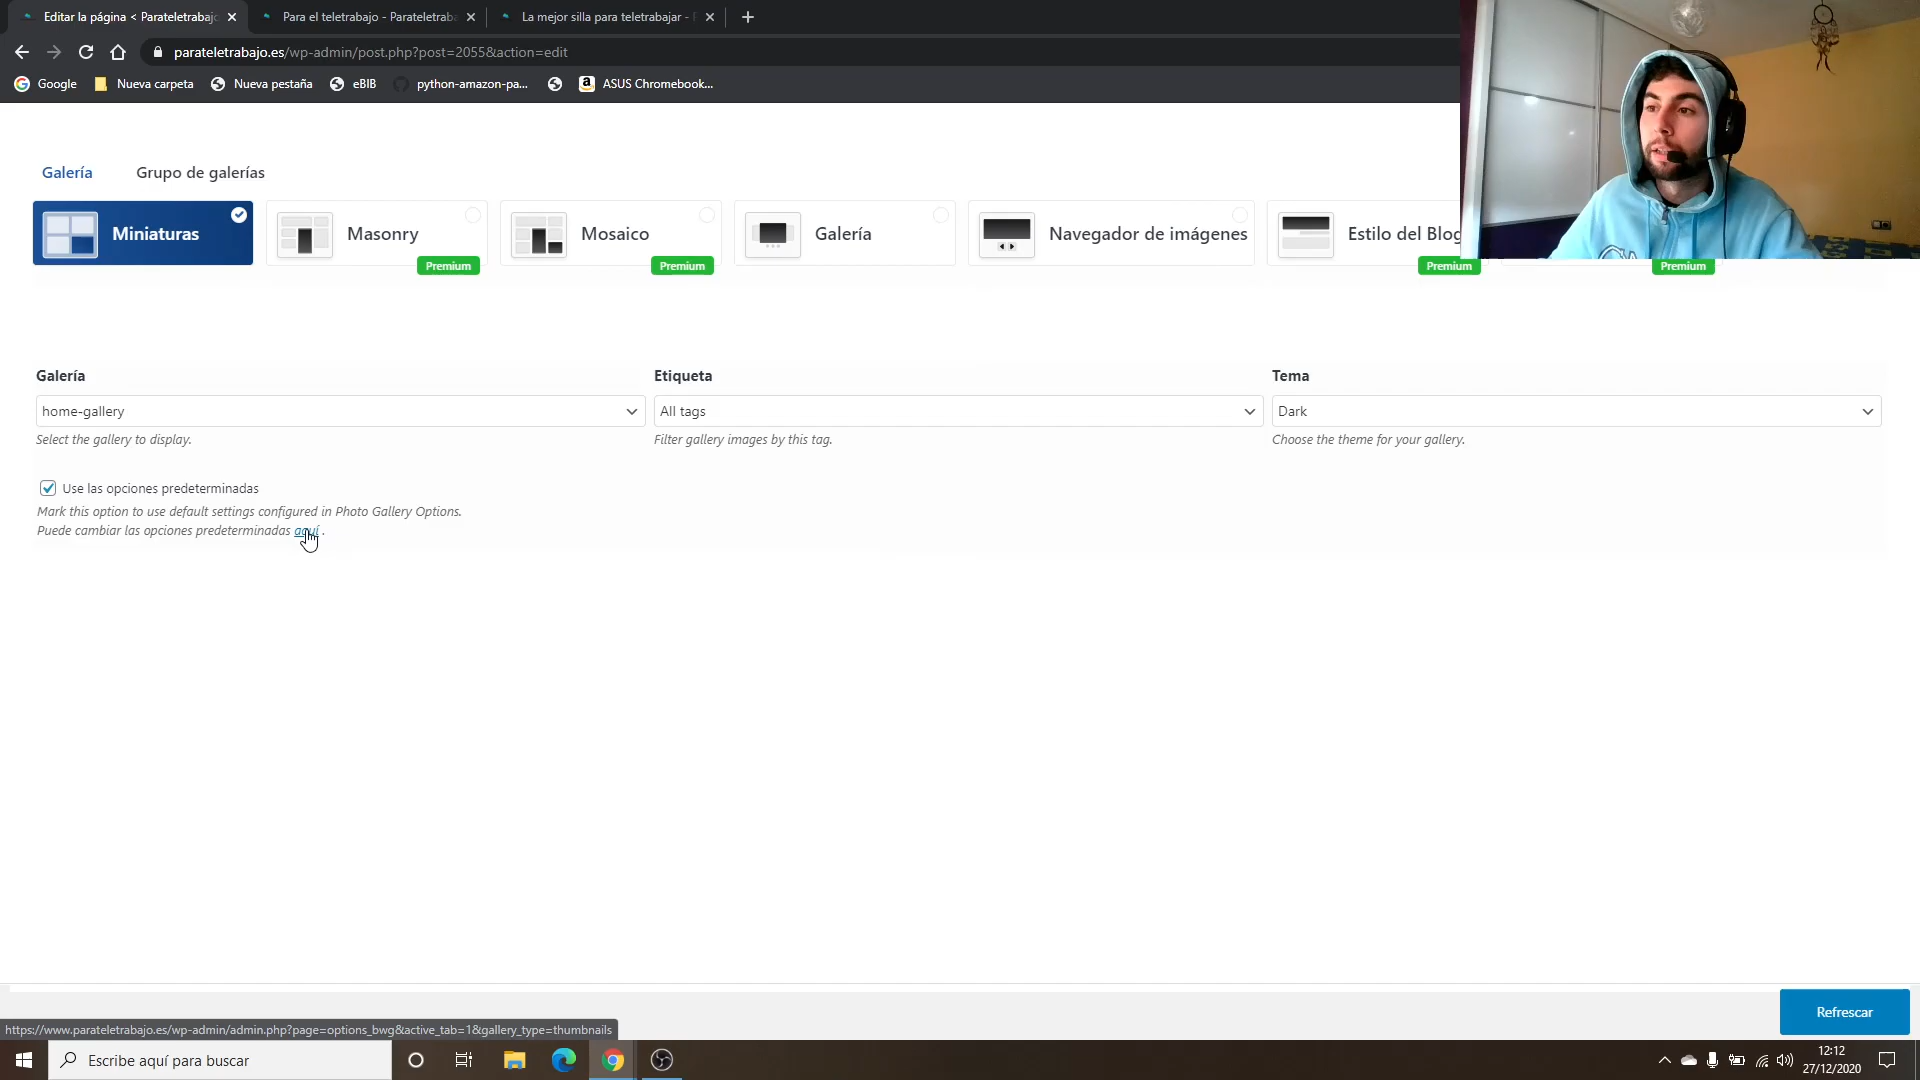 Editar la página < Parateletrabajo
Para el teletrabajo - Parateletraba
La mejor silla para teletrabajar -
parateletrabajo.es/wp-admin/post.php?post=2055&action=edit
Google
Nueva carpeta
Nueva pestaña
eBIB
python-amazon-pa...
ASUS Chromebook...
Galería
Grupo de galerías
Miniaturas
Masonry
Mosaico
Galería
Navegador de imágenes
Estilo del Blog
Premium
Premium
Premium
Premium
Galería
Etiqueta
Tema
home-gallery
All tags
Dark
Select the gallery to display.
Filter gallery images by this tag.
Choose the theme for your gallery.
Use las opciones predeterminadas
Mark this option to use default settings configured in Photo Gallery Options.
Puede cambiar las opciones predeterminadas aquí .
Refrescar
https://www.parateletrabajo.es/wp-admin/admin.php?page=options_bwg&active_tab=1&gallery_type=thumbnails
Escribe aquí para buscar
12:12
27/12/2020